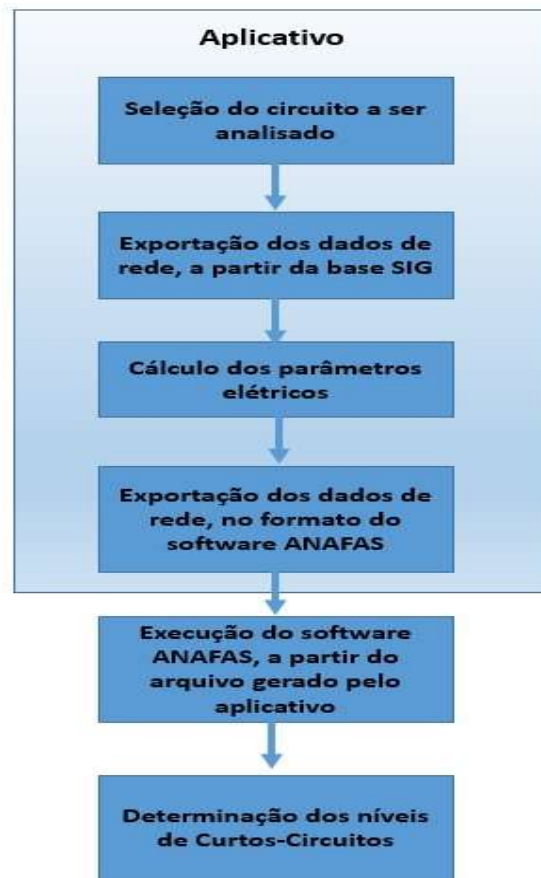 Aplicativo
Seleção do circuito a ser
analisado
Exportação dos dados de
rede, a partir da base SIG
Cálculo dos parâmetros
elétricos
Exportação dos dados de
rede, no formato do
software ANAFAS
Execução do software
ANAFAS, a partir do
arquivo gerado pelo
aplicativo
Determinação dos níveis
de Curtos-Circuitos